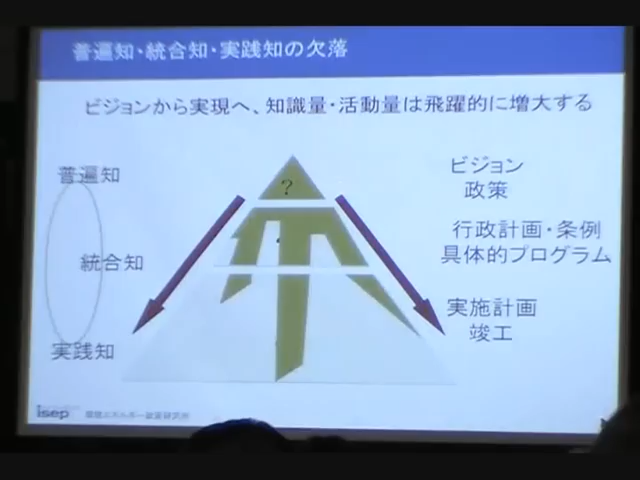 普遍知・統合知・実践知の欠落
ビジョンから実現へ、知識量・活動量は飛躍的に増大する
普遍知
統合知
実践知
?
ビジョン
政策
行政計画・条例
具体的プログラム
実施計画
竣工
isep 環境エネルギー政策研究所